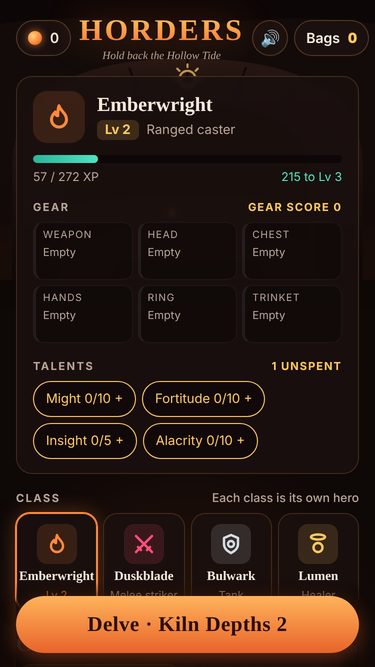 0
HORDERS
Bags 0
Hold back the Hollow Tide
Emberwright
Lv 2 Ranged caster
57 / 272 XP 215 to Lv 3
GEAR GEAR SCORE 0
WEAPON HEAD CHEST
Empty Empty Empty
HANDS RING TRINKET
Empty Empty Empty
TALENTS 1 UNSPENT
Might 0/10 + Fortitude 0/10 +
Insight 0/5 + Alacrity 0/10 +
CLASS Each class is its own hero
Emberwright Duskblade Bulwark Lumen
Lv 2 Melee striker Tank Healer
Delve · Kiln Depths 2